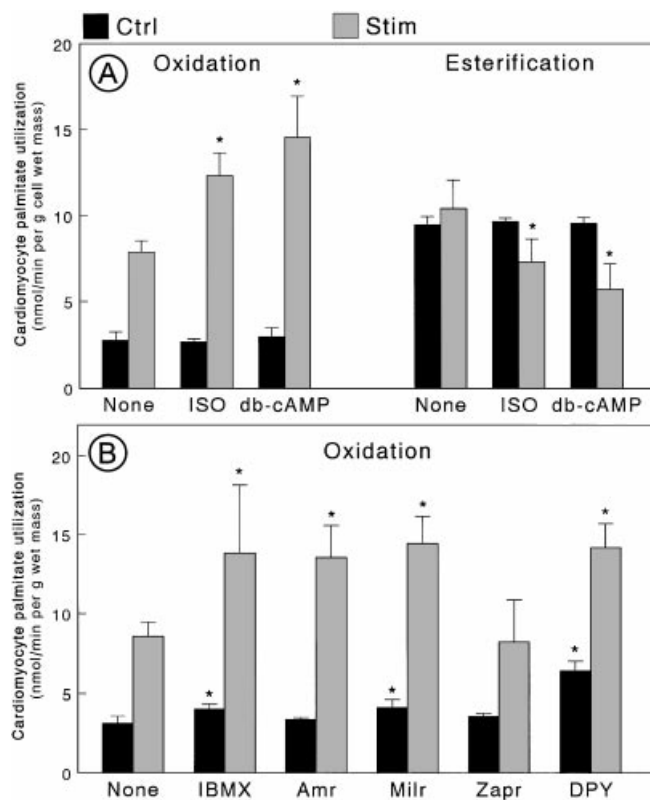 Ctrl Stim
A
Oxidation Esterification
Cardiomyocyte palmitate utilization
(nmol/min per g cell wet mass)
20
15
10
5
0
* * * *
None ISO db-cAMP None ISO db-cAMP
B
Oxidation
Cardiomyocyte palmitate utilization
(nmol/min per g wet mass)
20
15
10
5
0
* * * * * * *
None IBMX Amr Milr Zapr DPY